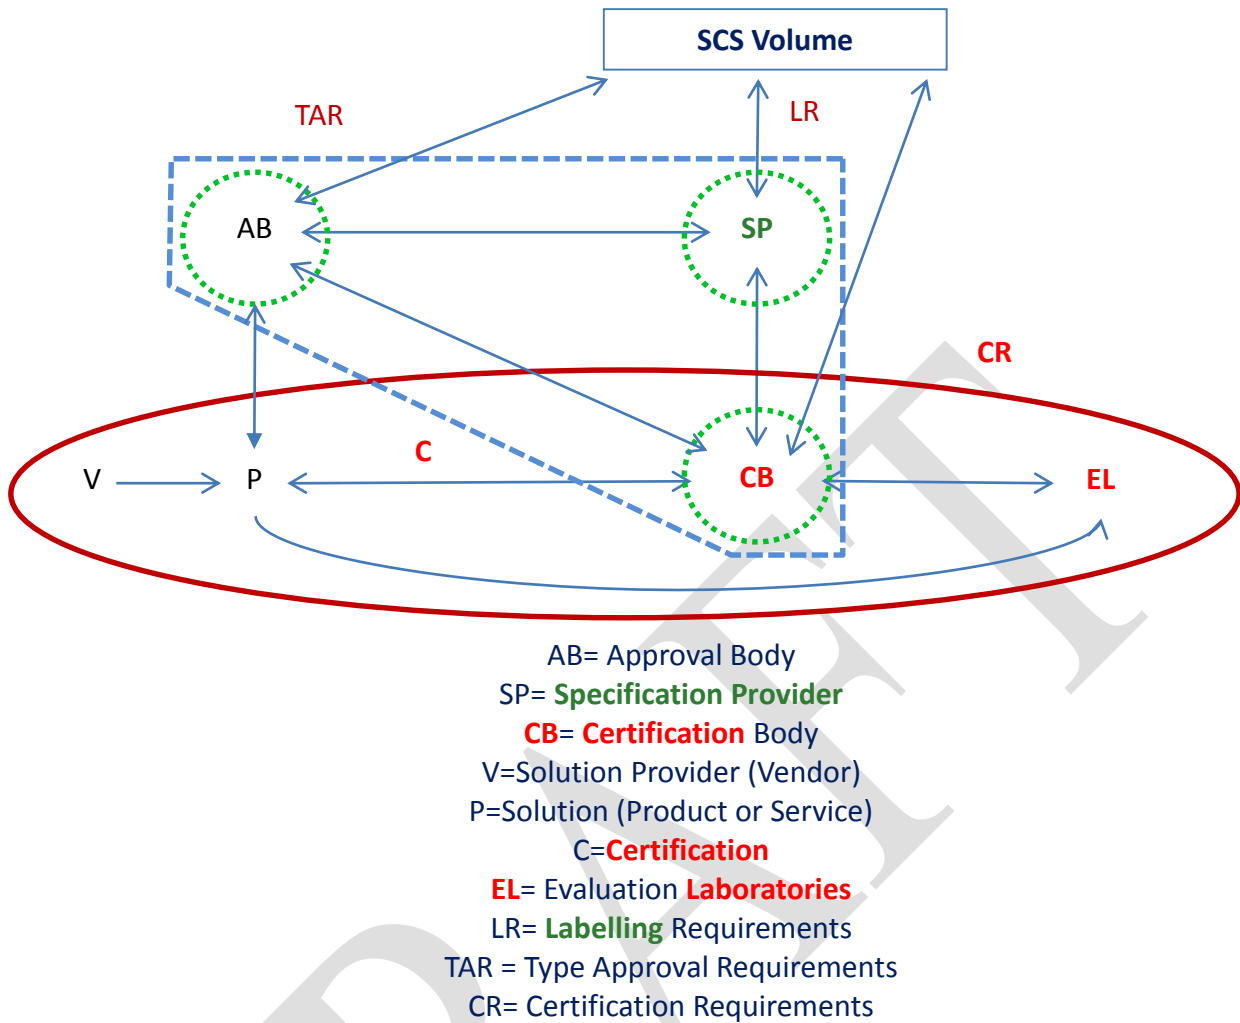 SCS Volume
TAR
LR
AB
SP
CR
C
V
P
CB
EL
AB= Approval Body
SP= Specification Provider
CB= Certification Body
V=Solution Provider (Vendor)
P=Solution (Product or Service)
C=Certification
EL= Evaluation Laboratories
LR= Labelling Requirements
TAR = Type Approval Requirements
CR= Certification Requirements
DRAFT